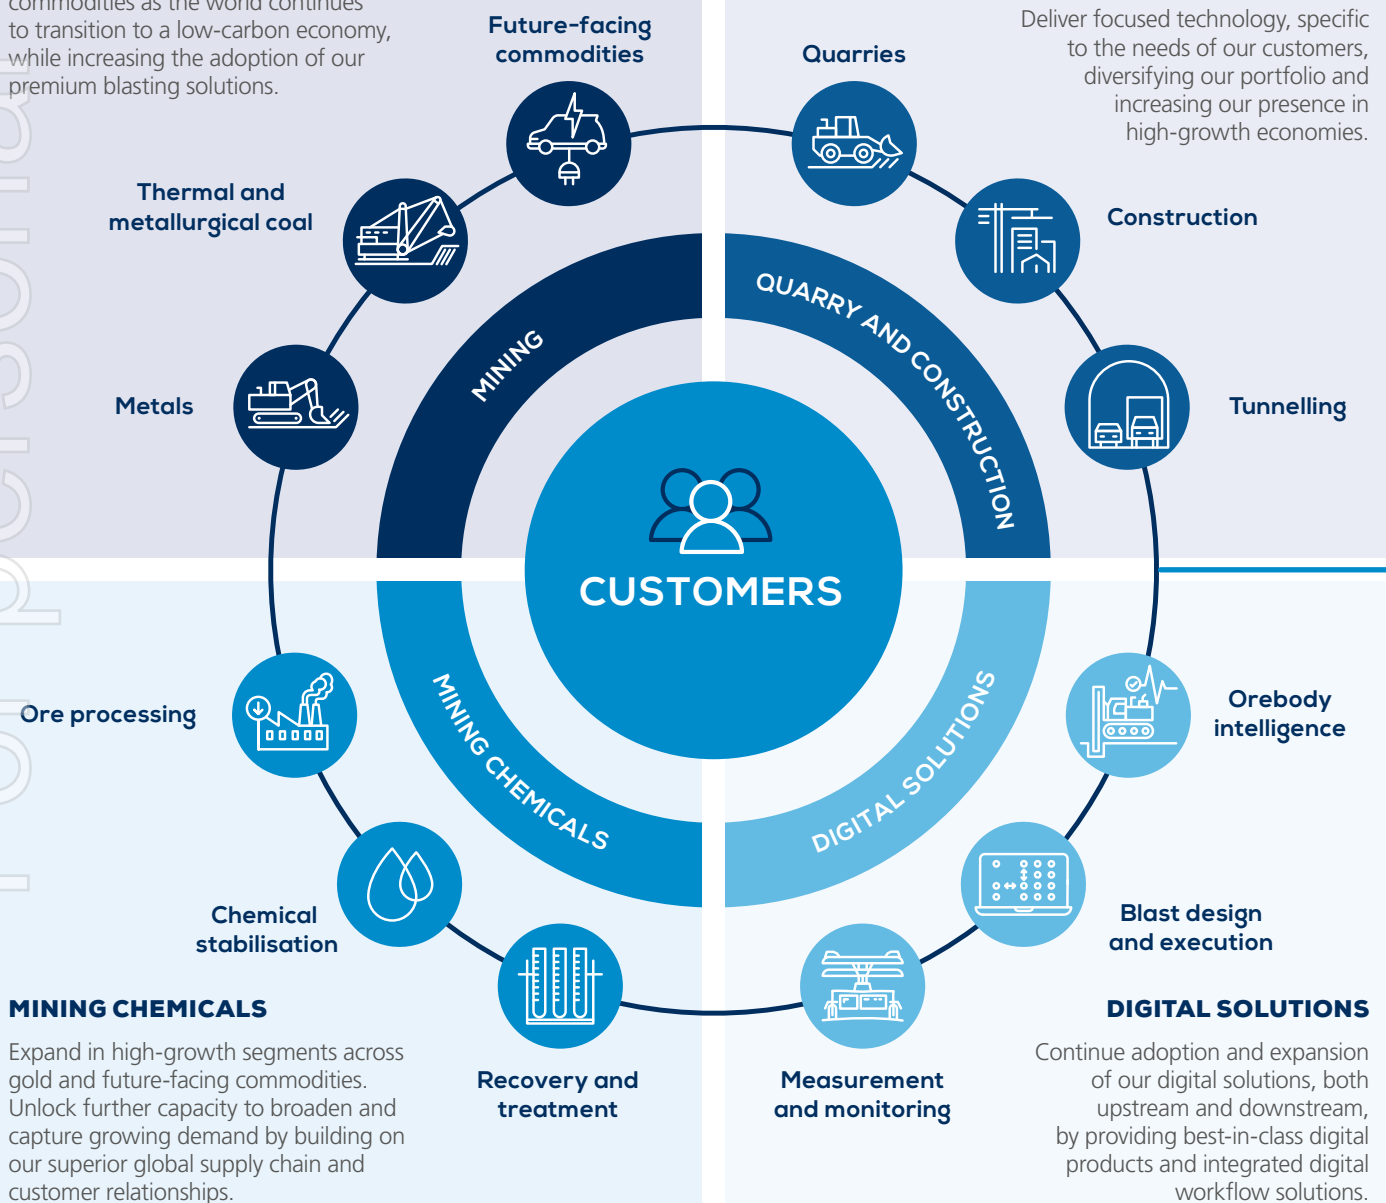 commodities as the world continues
to transition to a low-carbon economy,
while increasing the adoption of our
premium blasting solutions.
Deliver focused technology, specific
to the needs of our customers,
diversifying our portfolio and
increasing our presence in
high-growth economies.
Future-facing
commodities
Quarries
Thermal and
metallurgical coal
Construction
Metals
Tunnelling
MINING
QUARRY AND CONSTRUCTION
CUSTOMERS
MINING CHEMICALS
DIGITAL SOLUTIONS
Ore processing
Orebody
intelligence
Chemical
stabilisation
Blast design
and execution
Recovery and
treatment
Measurement
and monitoring
MINING CHEMICALS
Expand in high-growth segments across
gold and future-facing commodities.
Unlock further capacity to broaden and
capture growing demand by building on
our superior global supply chain and
customer relationships.
DIGITAL SOLUTIONS
Continue adoption and expansion
of our digital solutions, both
upstream and downstream,
by providing best-in-class digital
products and integrated digital
workflow solutions.
For personal